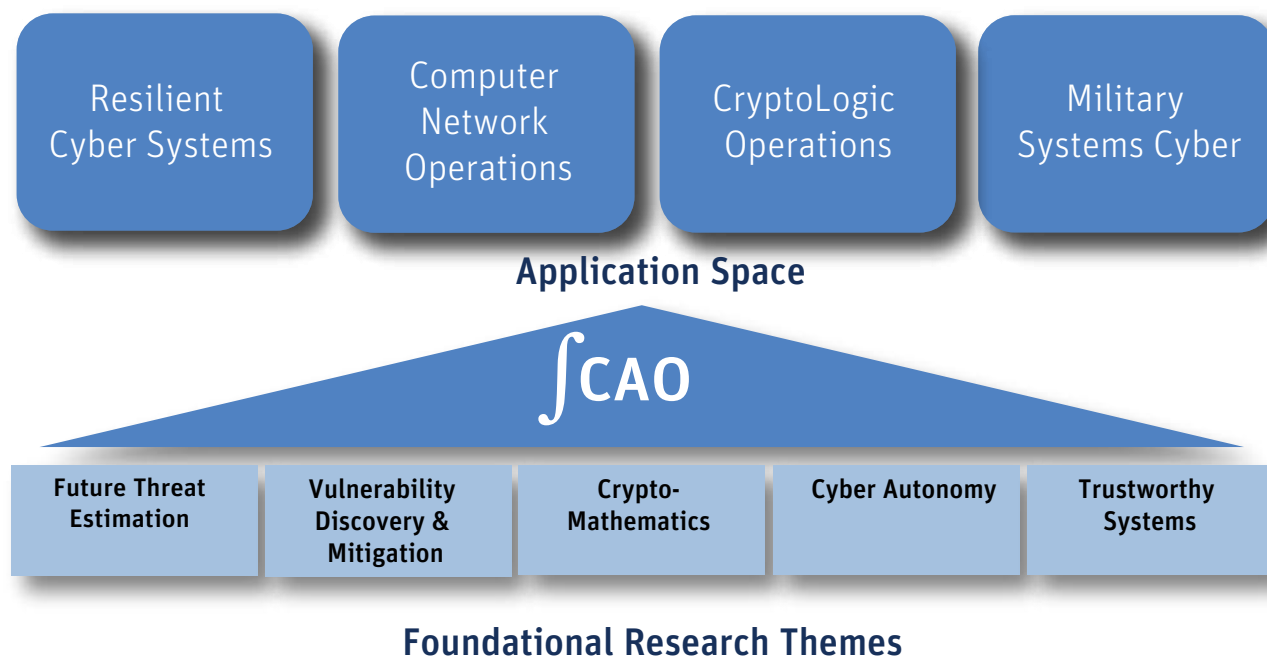 Resilient
Cyber Systems
Computer
Network
Operations
CryptoLogic
Operations
Military
Systems Cyber
Application Space
∫CAO
Future Threat
Estimation
Vulnerability
Discovery &
Mitigation
Crypto-
Mathematics
Cyber Autonomy
Trustworthy
Systems
Foundational Research Themes